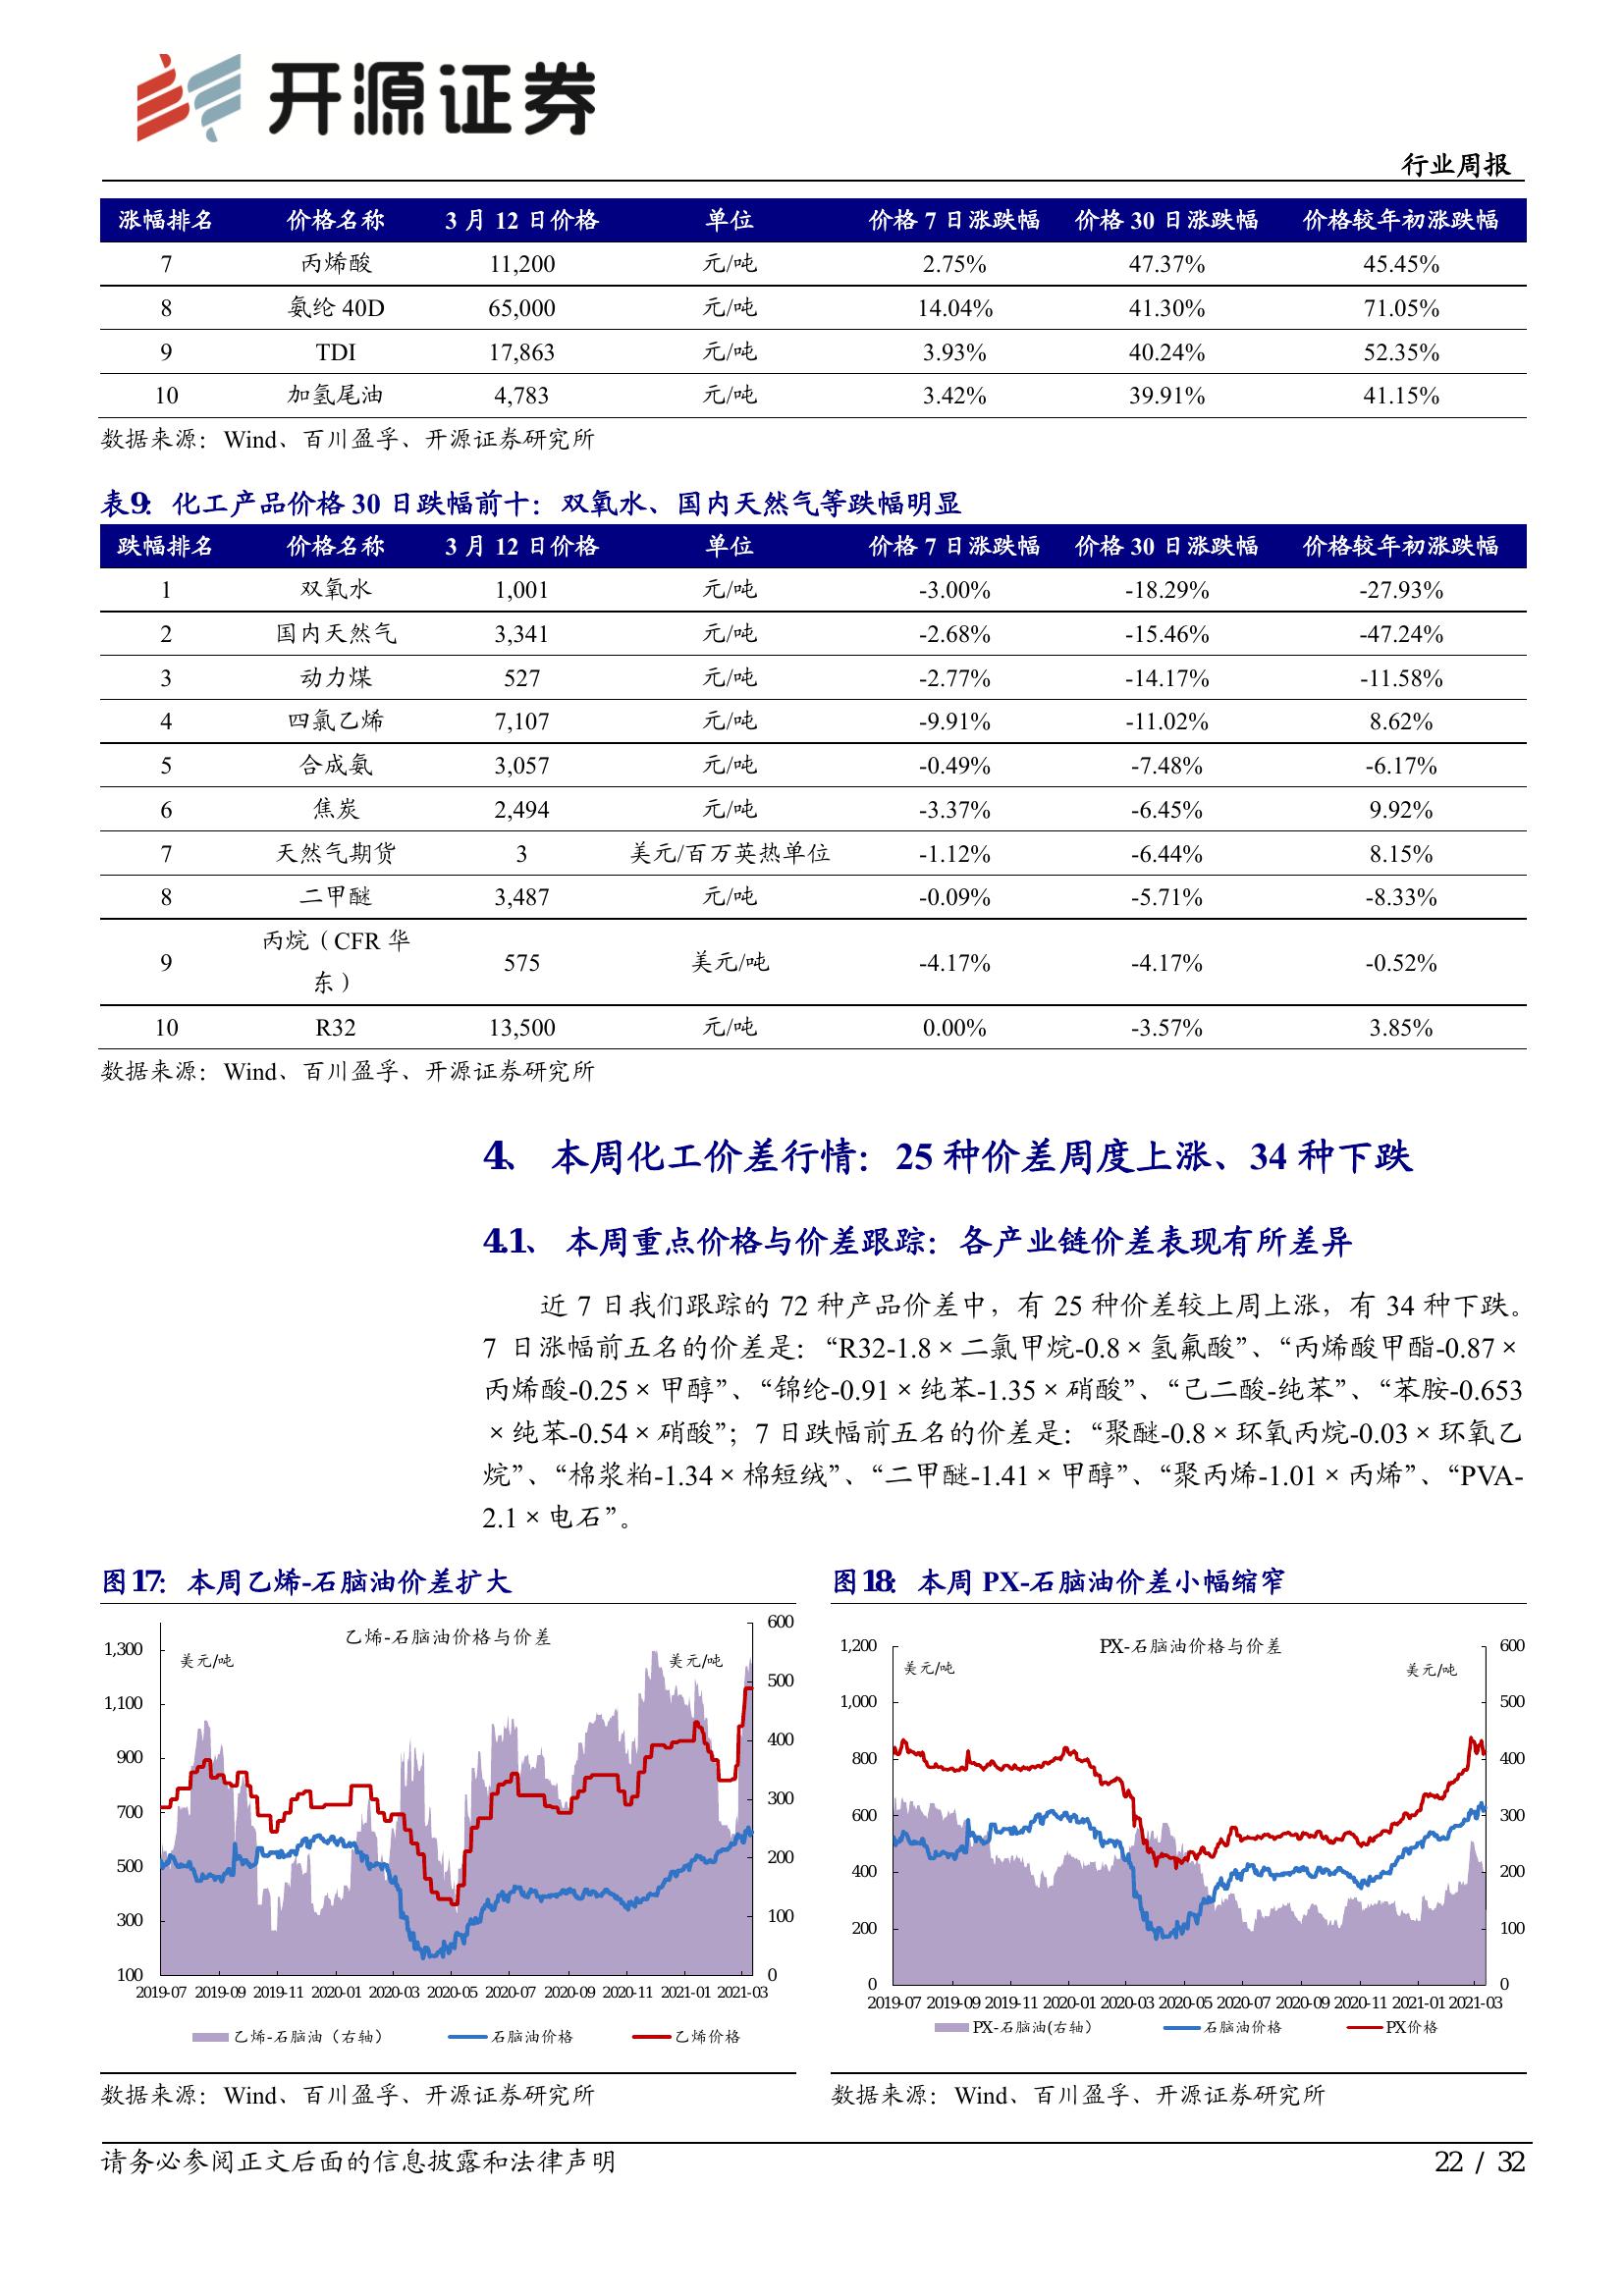 开源证券
行业周报
涨幅排名 价格名称 3 月 12 日价格 单位 价格 7 日涨跌幅 价格 30 日涨跌幅 价格较年初涨跌幅
7 丙烯酸 11,200 元/吨 2.75% 47.37% 45.45%
8 氨纶 40D 65,000 元/吨 14.04% 41.30% 71.05%
9 TDI 17,863 元/吨 3.93% 40.24% 52.35%
10 加氢尾油 4,783 元/吨 3.42% 39.91% 41.15%
数据来源：Wind、百川盈孚、开源证券研究所
表9：化工产品价格 30 日跌幅前十：双氧水、国内天然气等跌幅明显
跌幅排名 价格名称 3 月 12 日价格 单位 价格 7 日涨跌幅 价格 30 日涨跌幅 价格较年初涨跌幅
1 双氧水 1,001 元/吨 -3.00% -18.29% -27.93%
2 国内天然气 3,341 元/吨 -2.68% -15.46% -47.24%
3 动力煤 527 元/吨 -2.77% -14.17% -11.58%
4 四氯乙烯 7,107 元/吨 -9.91% -11.02% 8.62%
5 合成氨 3,057 元/吨 -0.49% -7.48% -6.17%
6 焦炭 2,494 元/吨 -3.37% -6.45% 9.92%
7 天然气期货 3 美元/百万英热单位 -1.12% -6.44% 8.15%
8 二甲醚 3,487 元/吨 -0.09% -5.71% -8.33%
9 丙烷（CFR 华东） 575 美元/吨 -4.17% -4.17% -0.52%
10 R32 13,500 元/吨 0.00% -3.57% 3.85%
数据来源：Wind、百川盈孚、开源证券研究所
4、 本周化工价差行情：25 种价差周度上涨、34 种下跌
4.1、 本周重点价格与价差跟踪：各产业链价差表现有所差异
近 7 日我们跟踪的 72 种产品价差中，有 25 种价差较上周上涨，有 34 种下跌。
7 日涨幅前五名的价差是：“R32-1.8×二氯甲烷-0.8×氢氟酸”、“丙烯酸甲酯-0.87×
丙烯酸-0.25×甲醇”、“锦纶-0.91×纯苯-1.35×硝酸”、“己二酸-纯苯”、“苯胺-0.653
×纯苯-0.54×硝酸”；7 日跌幅前五名的价差是：“聚醚-0.8×环氧丙烷-0.03×环氧乙
烷”、“棉浆粕-1.34×棉短绒”、“二甲醚-1.41×甲醇”、“聚丙烯-1.01×丙烯”、“PVA-
2.1×电石”。
图17：本周乙烯-石脑油价差扩大
乙烯-石脑油价格与价差
美元/吨 美元/吨
1,300
1,100
900
700
500
300
100
600
500
400
300
200
100
0
2019-07 2019-09 2019-11 2020-01 2020-03 2020-05 2020-07 2020-09 2020-11 2021-01 2021-03
乙烯-石脑油（右轴） 石脑油价格 乙烯价格
数据来源：Wind、百川盈孚、开源证券研究所
图18：本周 PX-石脑油价差小幅缩窄
PX-石脑油价格与价差
美元/吨 美元/吨
1,200
1,000
800
600
400
200
0
600
500
400
300
200
100
0
2019-07 2019-09 2019-11 2020-01 2020-03 2020-05 2020-07 2020-09 2020-11 2021-01 2021-03
PX-石脑油(右轴） 石脑油价格 PX价格
数据来源：Wind、百川盈孚、开源证券研究所
请务必参阅正文后面的信息披露和法律声明
22 / 32